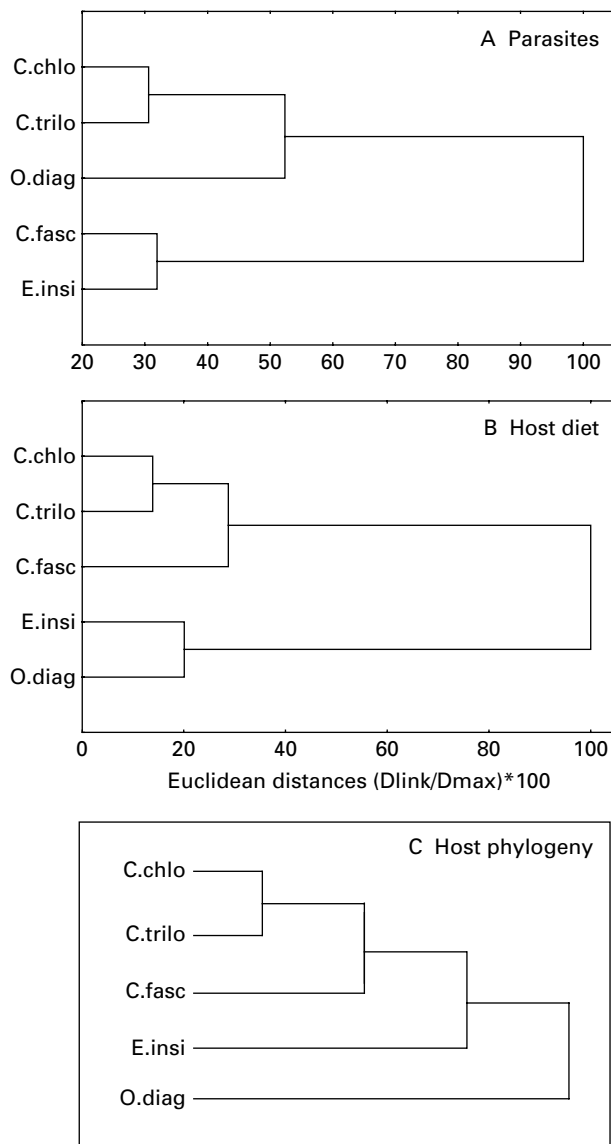 A Parasites
C.chlo
C.trilo
O.diag
C.fasc
E.insi
20 30 40 50 60 70 80 90 100
B Host diet
C.chlo
C.trilo
C.fasc
E.insi
O.diag
0 20 40 60 80 100
Euclidean distances (Dlink/Dmax)*100
C Host phylogeny
C.chlo
C.trilo
C.fasc
E.insi
O.diag